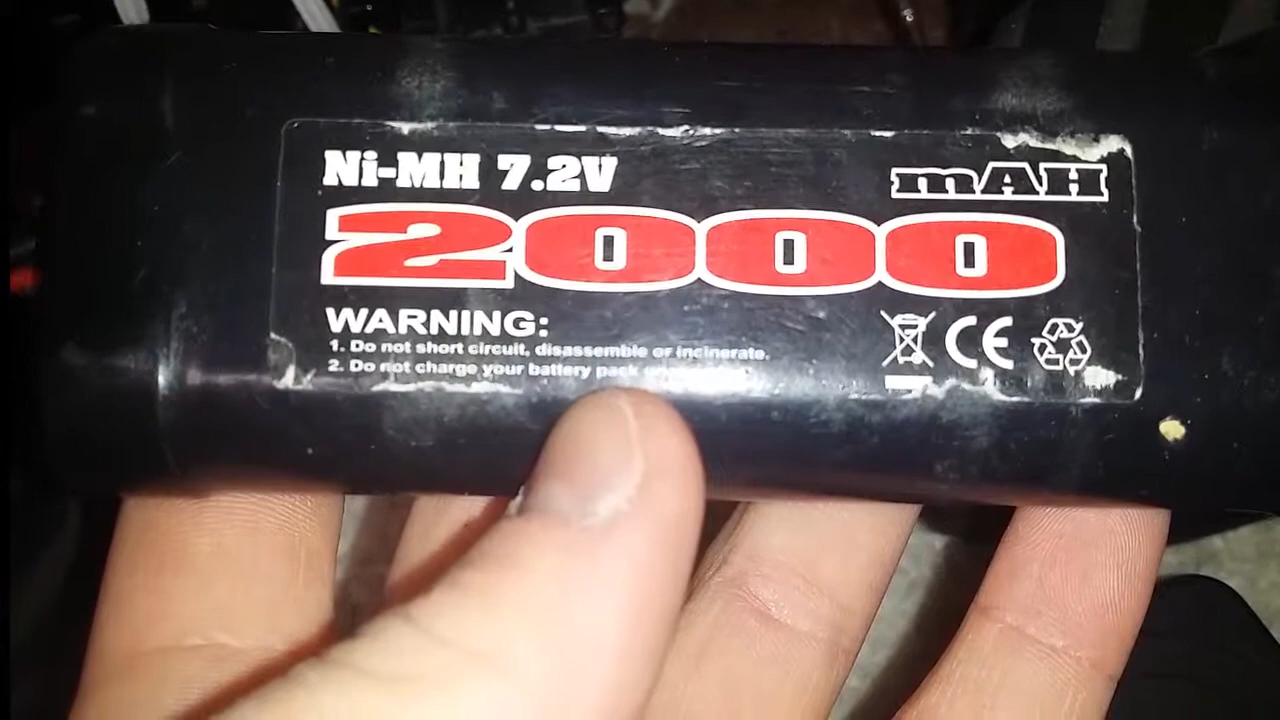 Ni-MH 7.2V
mAH
2000
WARNING:
1. Do not short circuit, disassemble or incinerate.
2. Do not charge your battery pack
CE